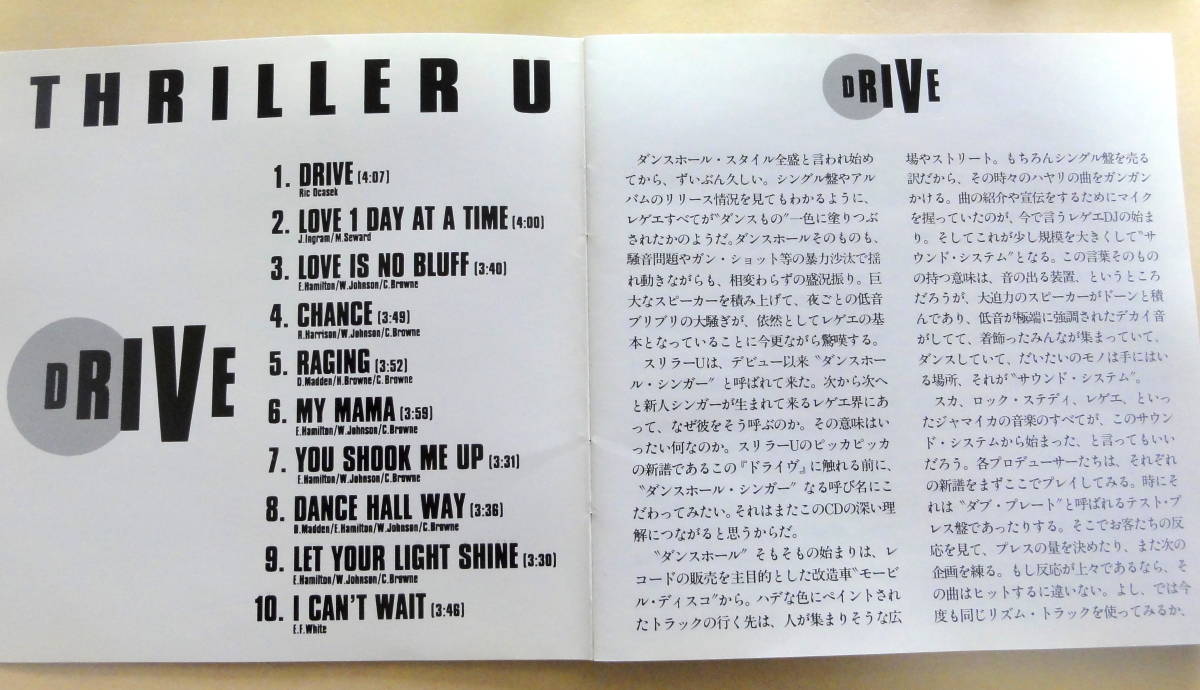 THRILLER U
DRIVE
1. DRIVE [4:07]
Ric Ocasek
2. LOVE 1 DAY AT A TIME [4:00]
J.Ingram/M.Seward
3. LOVE IS NO BLUFF [3:40]
E.Hamilton/W.Johnson/C.Browne
4. CHANCE [3:49]
R.Harrison/W.Johnson/C.Browne
5. RAGING [3:52]
D.Madden/H.Browne/C.Browne
6. MY MAMA [3:59]
E.Hamilton/W.Johnson/C.Browne
7. YOU SHOOK ME UP [3:31]
E.Hamilton/W.Johnson/C.Browne
8. DANCE HALL WAY [3:36]
D.Madden/E.Hamilton/W.Johnson/C.Browne
9. LET YOUR LIGHT SHINE [3:30]
E.Hamilton/W.Johnson/C.Browne
10. I CAN'T WAIT [3:46]
E.F.White
DRIVE
ダンスホール・スタイル全盛と言われ始め
てから、ずいぶん久しい。シングル盤やアル
バムのリリース情況を見てもわかるように、
レゲエすべてが〝ダンスもの〟一色に塗りつぶ
されたかのようだ。ダンスホールそのものも、
騒音問題やガン・ショット等の暴力沙汰で揺
れ動きながらも、相変わらずの盛況振り。巨
大なスピーカーを積み上げて、夜ごとの低音
ブリブリの大騒ぎが、依然としてレゲエの基
本となっていることに今更ながら驚嘆する。
スリラーUは、デビュー以来〝ダンスホー
ル・シンガー〟と呼ばれて来た。次から次へ
と新人シンガーが生まれて来るレゲエ界にあ
って、なぜ彼をそう呼ぶのか。その意味はい
ったい何なのか。スリラーUのピッカピッカ
の新譜であるこの『ドライヴ』に触れる前に、
〝ダンスホール・シンガー〟なる呼び名にこ
だわってみたい。それはまたこのCDの深い理
解につながると思うからだ。
〝ダンスホール〟そもそもの始まりは、レ
コードの販売を主目的とした改造車〝モービ
ル・ディスコ〟から。ハデな色にペイントされ
たトラックの行く先は、人が集まりそうな広
場やストリート。もちろんシングル盤を売る
訳だから、その時々のハヤリの曲をガンガン
かける。曲の紹介や宣伝をするためにマイク
を握っていたのが、今で言うレゲエDJの始ま
り。そしてこれが少し規模を大きくして〝サ
ウンド・システム〟となる。この言葉そのもの
の持つ意味は、音の出る装置、というところ
だろうが、大迫力のスピーカーがドーンと積
んであり、低音が極端に強調されたデカイ音
がしてて、着飾ったみんなが集まっていて、
ダンスしていて、だいたいのモノは手にはい
る場所、それが〝サウンド・システム〟。
スカ、ロック・ステディ、レゲエ、といっ
たジャマイカの音楽のすべてが、このサウン
ド・システムから始まった、と言ってもいい
だろう。各プロデューサーたちは、それぞれ
の新譜をまずここでプレイしてみる。時にそ
れは〝ダブ・プレート〟と呼ばれるテスト・プ
レス盤であったりする。そこでお客たちの反
応を見て、プレスの量を決めたり、また次の
企画を練る。もし反応が上々であるなら、そ
の曲はヒットするに違いない。よし、では今
度も同じリズム・トラックを使ってみるか、